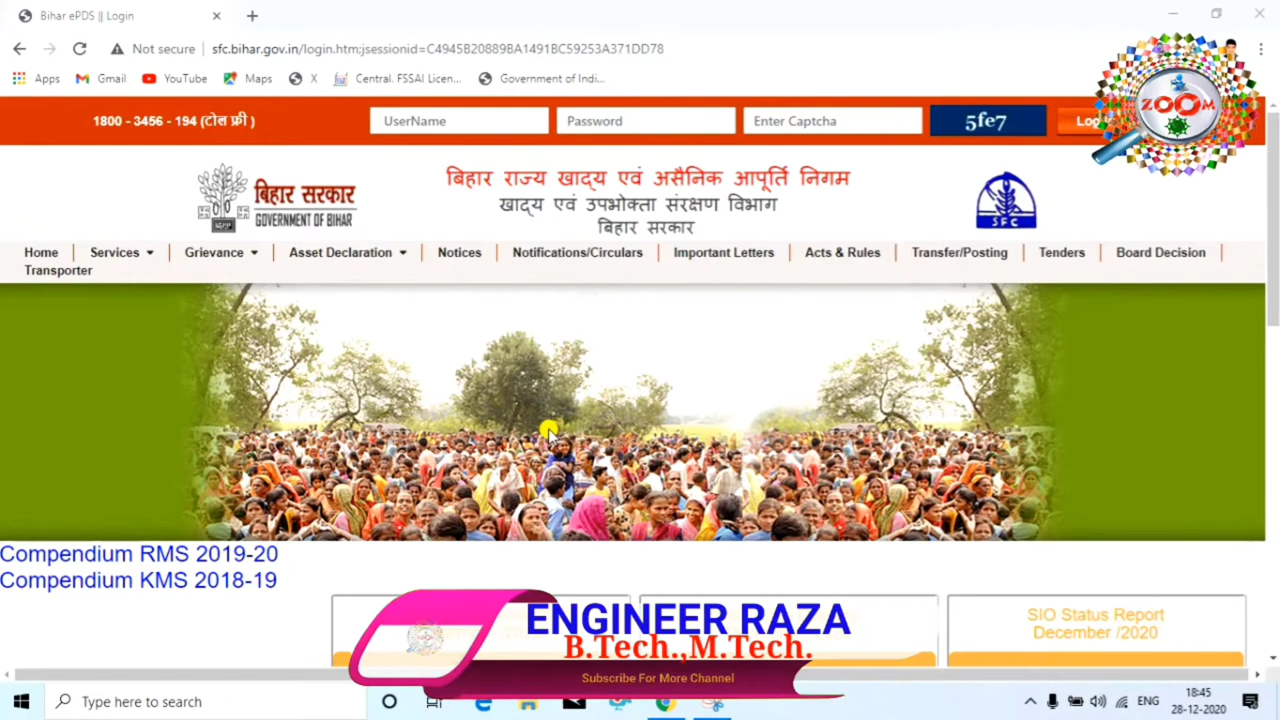 Bihar ePDS || Login
Not secure
sfc.bihar.gov.in/login.htm;jsessionid=C4945B20889BA1491BC59253A371DD78
Apps
Gmail
YouTube
Maps
X
Central. FSSAI Licen...
Government of Indi...
ZOOM
1800 - 3456 - 194 (टोल फ्री )
UserName
Password
Enter Captcha
5fe7
बिहार सरकार
GOVERNMENT OF BIHAR
बिहार राज्य खाद्य एवं असैनिक आपूर्ति निगम
खाद्य एवं उपभोक्ता संरक्षण विभाग
बिहार सरकार
SFC
Home
Services
Grievance
Asset Declaration
Notices
Notifications/Circulars
Important Letters
Acts & Rules
Transfer/Posting
Tenders
Board Decision
Transporter
Compendium RMS 2019-20
Compendium KMS 2018-19
SIO Status Report
December /2020
ENGINEER RAZA
B.Tech.,M.Tech.
Subscribe For More Channel
Type here to search
ENG
18:45
28-12-2020